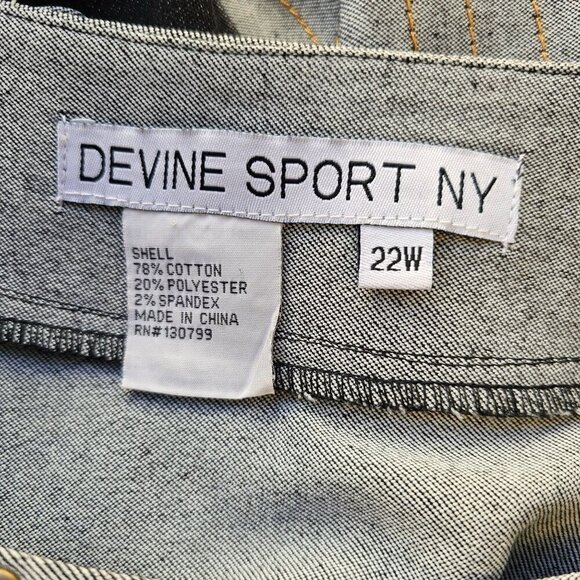 DEVINE SPORT NY
SHELL
78% COTTON
20% POLYESTER
2% SPANDEX
MADE IN CHINA
RN#130799
22W